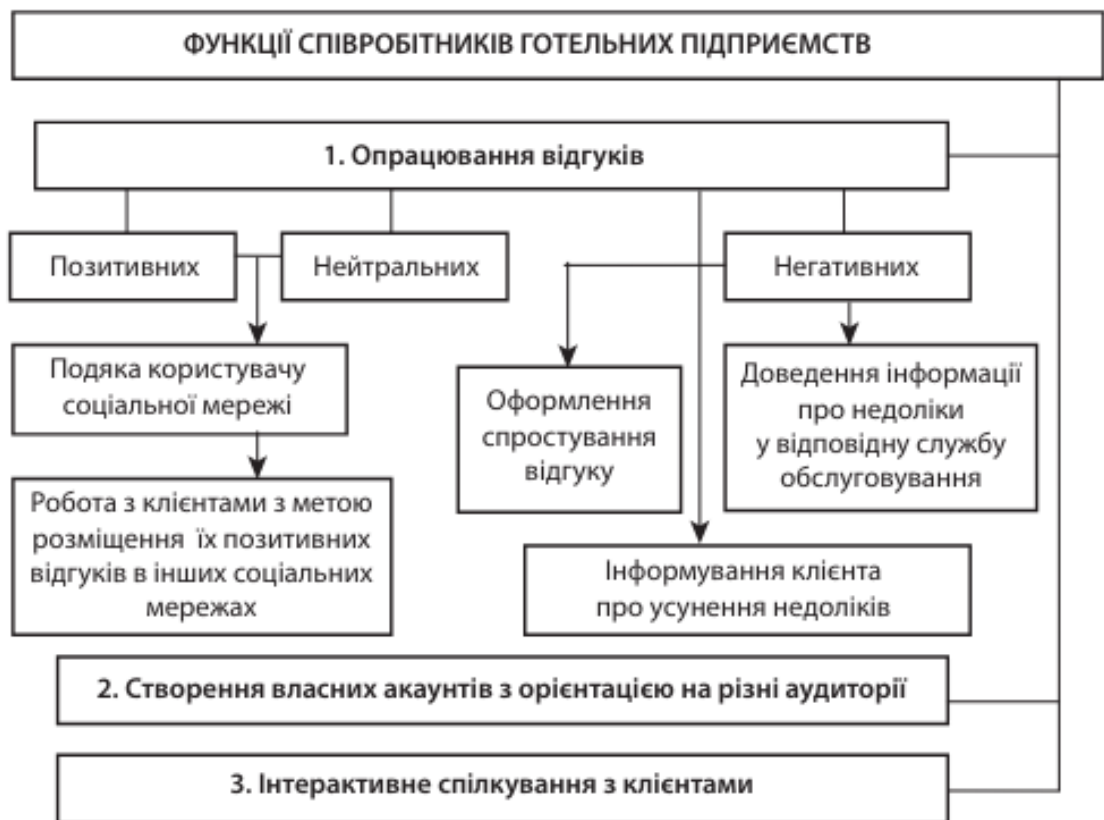 ФУНКЦІЇ СПІВРОБІТНИКІВ ГОТЕЛЬНИХ ПІДПРИЄМСТВ
1. Опрацювання відгуків
Позитивних
Нейтральних
Негативних
Подяка користувачу
соціальної мережі
Оформлення
спростування
відгуку
Доведення інформації
про недоліки
у відповідну службу
обслуговування
Робота з клієнтами з метою
розміщення їх позитивних
відгуків в інших соціальних
мережах
Інформування клієнта
про усунення недоліків
2. Створення власних акаунтів з орієнтацією на різні аудиторії
3. Інтерактивне спілкування з клієнтами